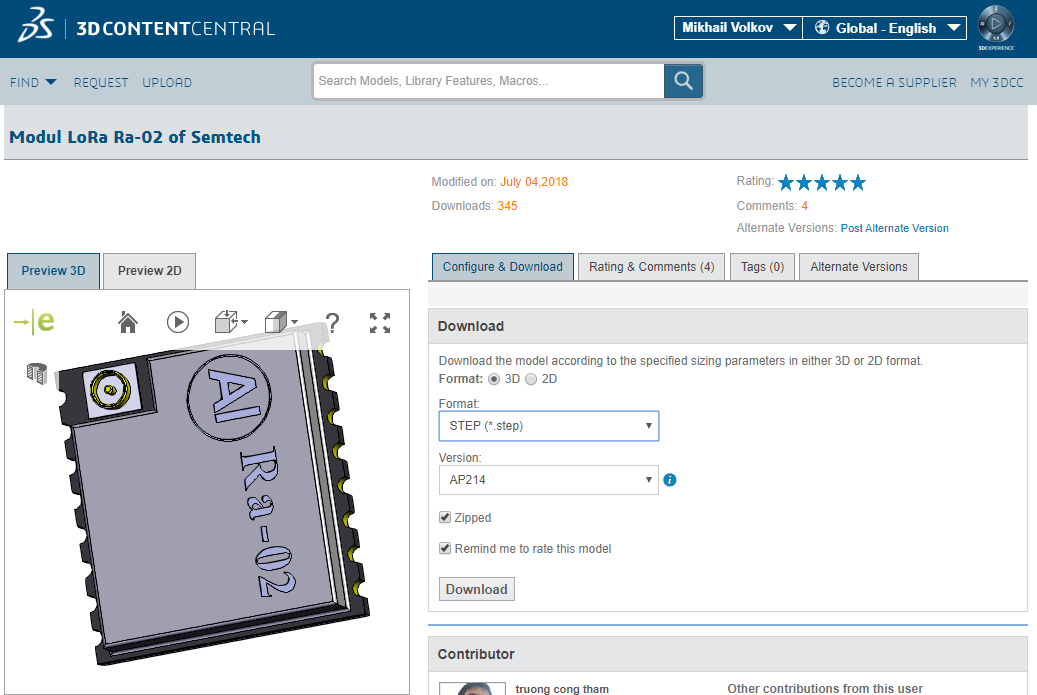 3DCONTENTCENTRAL
Mikhail Volkov
Global - English
3DEXPERIENCE
FIND
REQUEST
UPLOAD
Search Models, Library Features, Macros...
BECOME A SUPPLIER
MY 3DCC
Modul LoRa Ra-02 of Semtech
Modified on: July 04,2018
Downloads: 345
Rating:
Comments: 4
Alternate Versions: Post Alternate Version
Preview 3D
Preview 2D
Configure & Download
Rating & Comments (4)
Tags (0)
Alternate Versions
e
?
AI
Ra-02
Download
Download the model according to the specified sizing parameters in either 3D or 2D format.
Format: 3D 2D
Format:
STEP (*.step)
Version:
AP214
i
Zipped
Remind me to rate this model
Download
Contributor
truong cong tham
Other contributions from this user